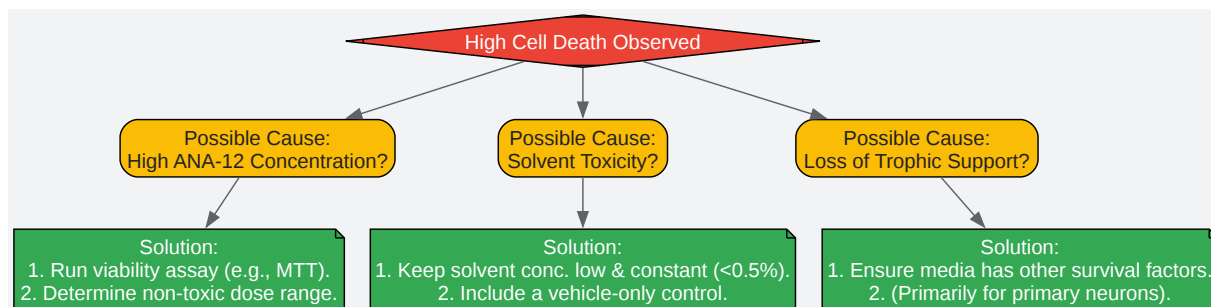 High Cell Death Observed
Possible Cause:
High ANA-12 Concentration?
Possible Cause:
Solvent Toxicity?
Possible Cause:
Loss of Trophic Support?
Solution:
1. Run viability assay (e.g., MTT).
2. Determine non-toxic dose range.
Solution:
1. Keep solvent conc. low & constant (<0.5%).
2. Include a vehicle-only control.
Solution:
1. Ensure media has other survival factors.
2. (Primarily for primary neurons).